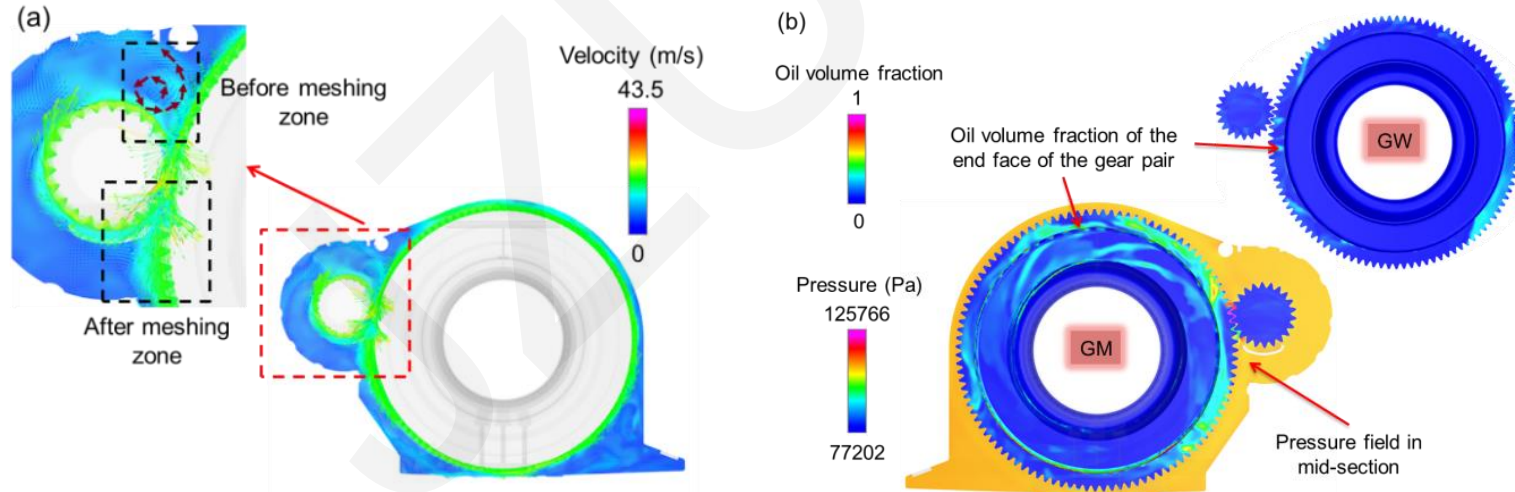 (a)
Velocity (m/s)
43.5
0
Before meshing
zone
After meshing
zone
(b)
Oil volume fraction
1
0
Oil volume fraction of the
end face of the gear pair
GW
Pressure (Pa)
125766
77202
GM
Pressure field in
mid-section